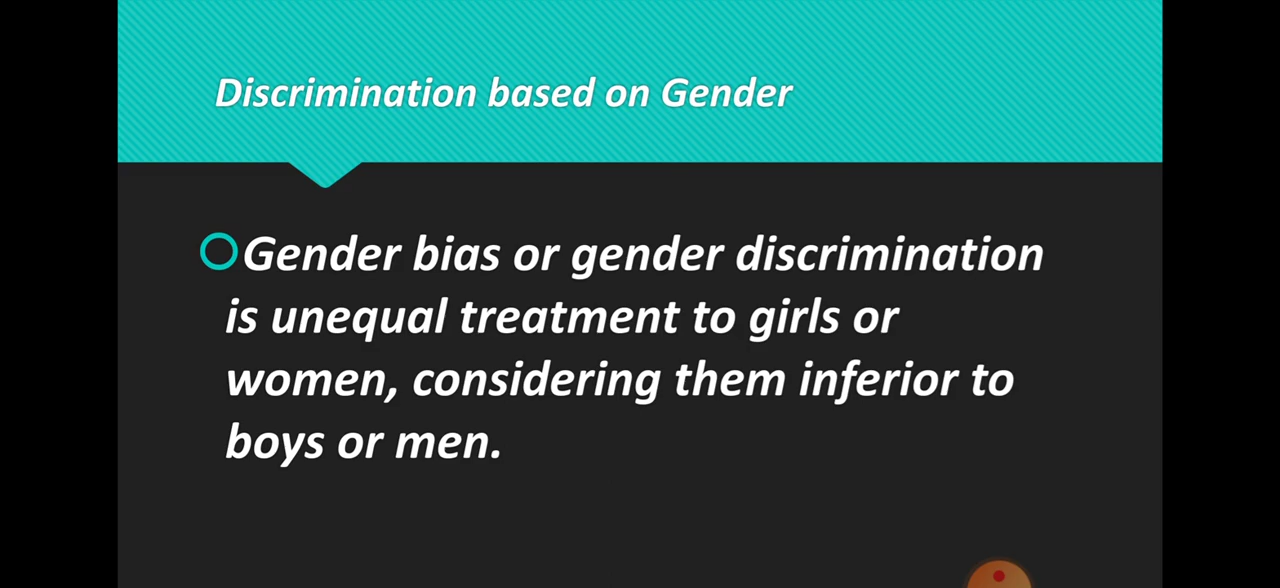 Discrimination based on Gender
Gender bias or gender discrimination
is unequal treatment to girls or
women, considering them inferior to
boys or men.